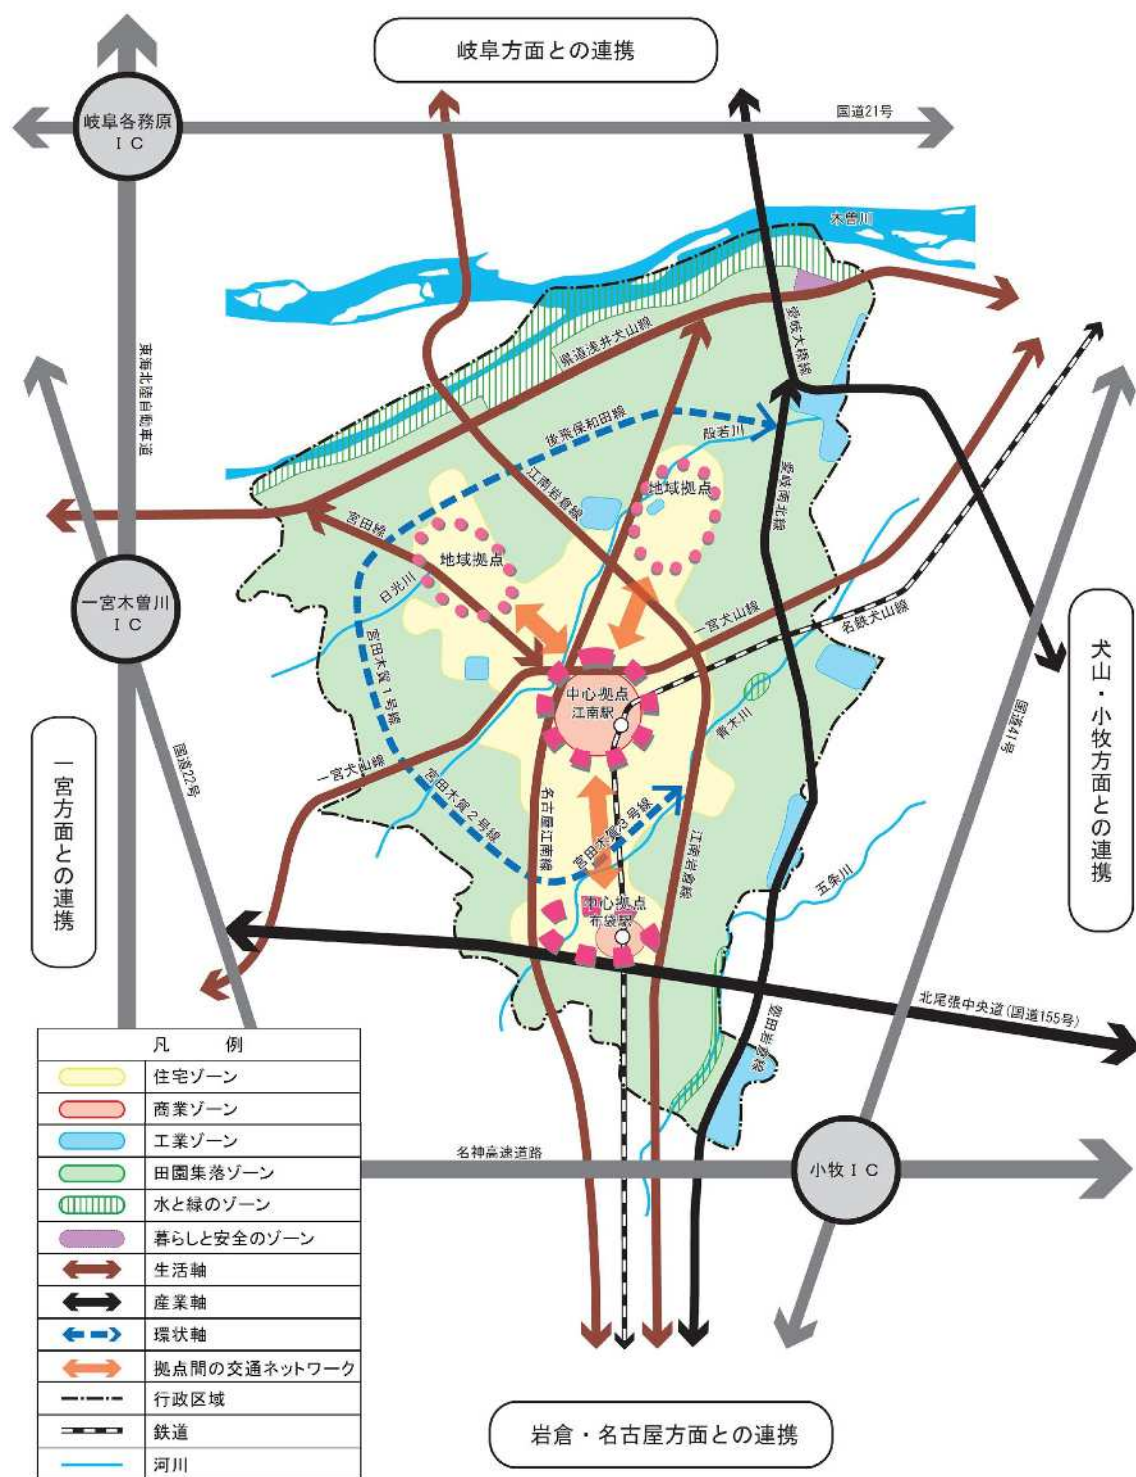 岐阜方面との連携
岐阜各務原
ＩＣ
国道21号
木曽川
東海北陸自動車道
県道浅井犬山線
愛岐大橋線
後飛保和田線
般若川
江南岩倉線
地域拠点
愛岐南北線
宮田線
地域拠点
日光川
一宮木曽川
ＩＣ
一宮犬山線
名鉄犬山線
宮田木賀１号線
中心拠点
江南駅
青木川
国道41号
犬山・小牧方面との連携
一宮方面との連携
国道22号
一宮犬山線
宮田木賀２号線
名古屋江南線
宮田木賀３号線
江南岩倉線
五条川
中心拠点
布袋駅
北尾張中央道(国道155号)
愛岐岩倉線
名神高速道路
小牧ＩＣ
凡　例
住宅ゾーン
商業ゾーン
工業ゾーン
田園集落ゾーン
水と緑のゾーン
暮らしと安全のゾーン
生活軸
産業軸
環状軸
拠点間の交通ネットワーク
行政区域
鉄道
河川
岩倉・名古屋方面との連携